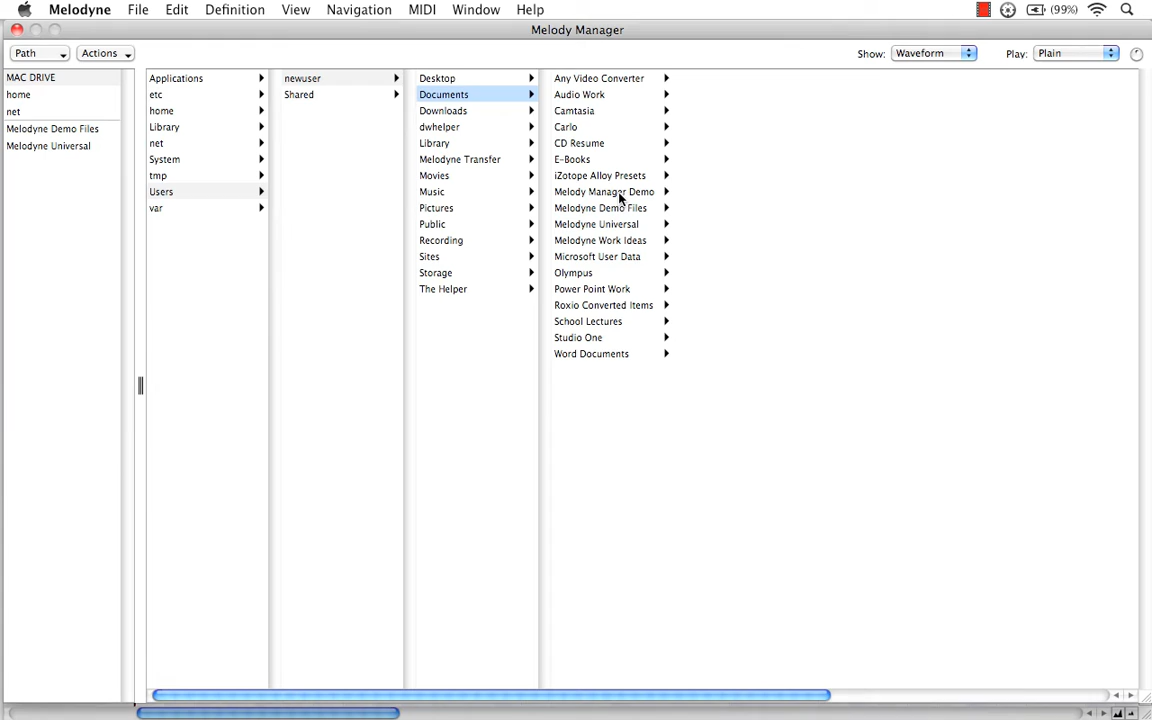 Melodyne File Edit Definition View Navigation MIDI Window Help (99%)
Melody Manager
Path Actions Show: Waveform Play: Plain
MAC DRIVE
home
net
Melodyne Demo Files
Melodyne Universal
Applications
etc
home
Library
net
System
tmp
Users
var
newuser
Shared
Desktop
Documents
Downloads
dwhelper
Library
Melodyne Transfer
Movies
Music
Pictures
Public
Recording
Sites
Storage
The Helper
Any Video Converter
Audio Work
Camtasia
Carlo
CD Resume
E-Books
iZotope Alloy Presets
Melody Manager Demo
Melodyne Demo Files
Melodyne Universal
Melodyne Work Ideas
Microsoft User Data
Olympus
Power Point Work
Roxio Converted Items
School Lectures
Studio One
Word Documents